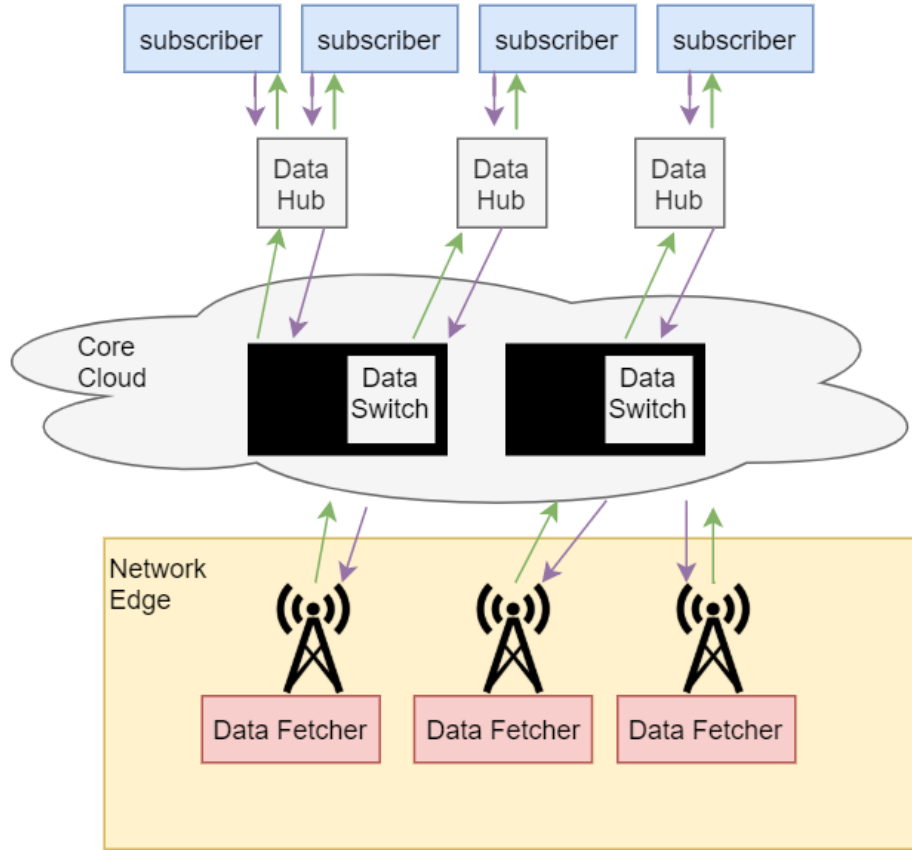 subscriber
subscriber
subscriber
subscriber
Data
Hub
Data
Hub
Data
Hub
Core
Cloud
Data
Switch
Data
Switch
Network
Edge
Data Fetcher
Data Fetcher
Data Fetcher